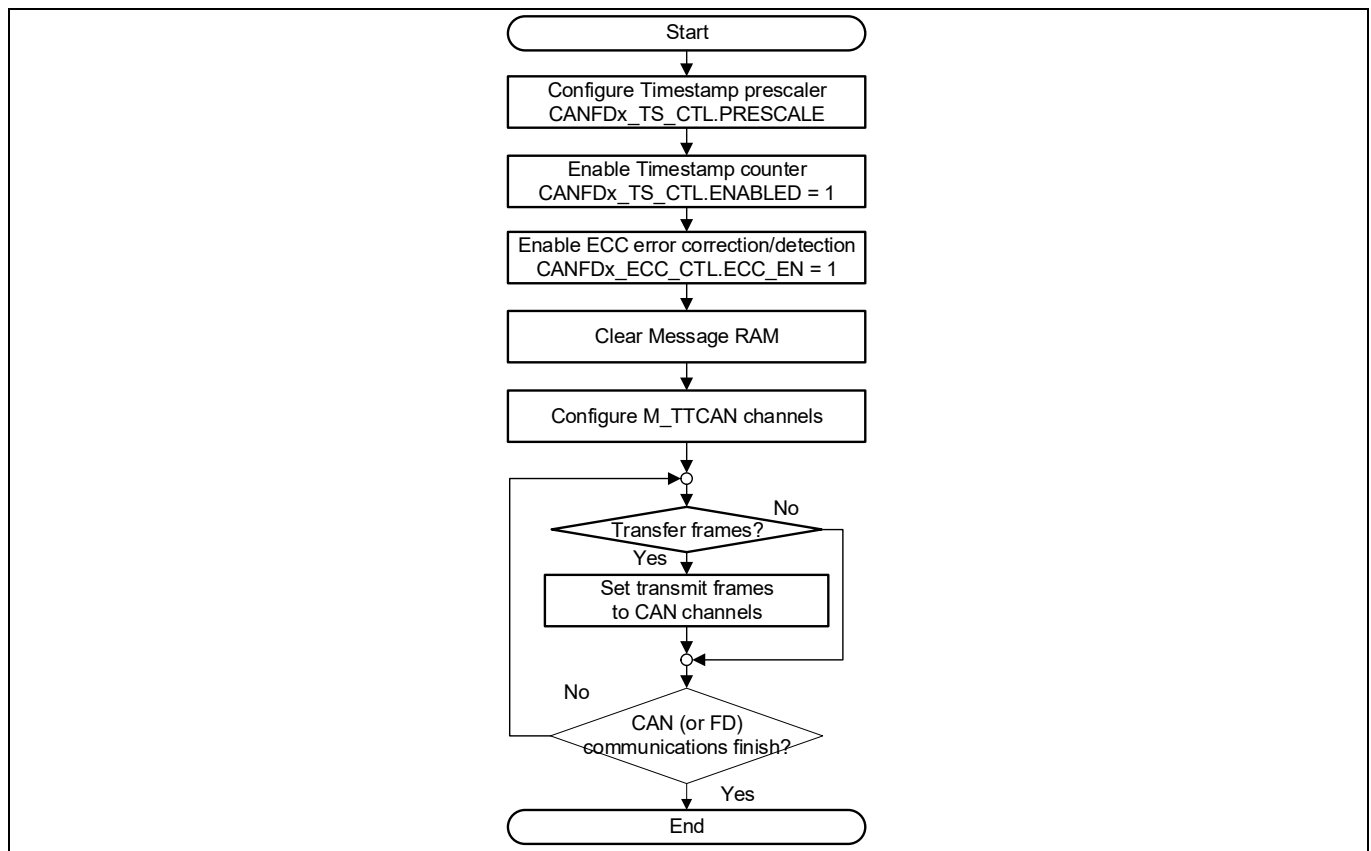 Start
Configure Timestamp prescaler
CANFDx_TS_CTL.PRESCALE
Enable Timestamp counter
CANFDx_TS_CTL.ENABLED = 1
Enable ECC error correction/detection
CANFDx_ECC_CTL.ECC_EN = 1
Clear Message RAM
Configure M_TTCAN channels
No
Transfer frames?
Yes
Set transmit frames
to CAN channels
No
CAN (or FD)
communications finish?
Yes
End